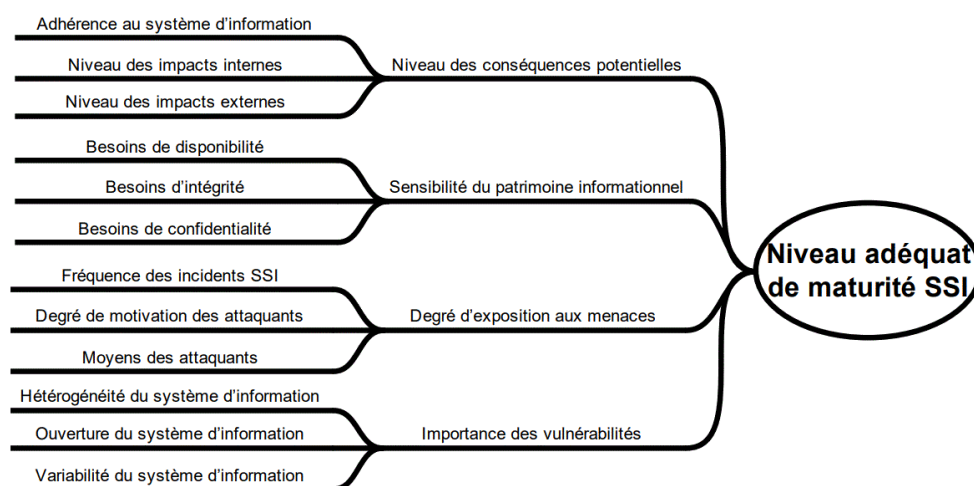 Adhérence au système d'information
Niveau des impacts internes
Niveau des conséquences potentielles
Niveau des impacts externes
Besoins de disponibilité
Besoins d'intégrité
Sensibilité du patrimoine informationnel
Besoins de confidentialité
Niveau adéquat
de maturité SSI
Fréquence des incidents SSI
Degré de motivation des attaquants
Degré d'exposition aux menaces
Moyens des attaquants
Hétérogénéité du système d'information
Ouverture du système d'information
Importance des vulnérabilités
Variabilité du système d'information